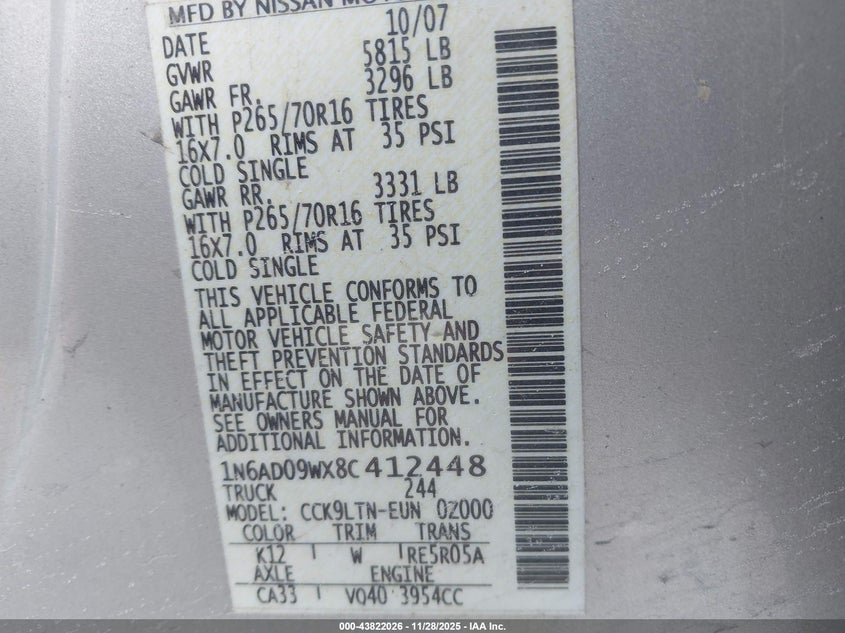 MFD BY NISSAN MOTO
DATE 10/07
GVWR 5815 LB
GAWR FR. 3296 LB
WITH P265/70R16 TIRES
16X7.0 RIMS AT 35 PSI
COLD SINGLE
GAWR RR. 3331 LB
WITH P265/70R16 TIRES
16X7.0 RIMS AT 35 PSI
COLD SINGLE
THIS VEHICLE CONFORMS TO
ALL APPLICABLE FEDERAL
MOTOR VEHICLE SAFETY AND
THEFT PREVENTION STANDARDS
IN EFFECT ON THE DATE OF
MANUFACTURE SHOWN ABOVE.
SEE OWNERS MANUAL FOR
ADDITIONAL INFORMATION.
1N6AD09WX8C412448
TRUCK 244
MODEL: CCK9LTN-EUN 0Z000
COLOR TRIM TRANS
K12 W RE5R05A
AXLE ENGINE
CA33 VQ40 3954CC
000-43822026 - 11/28/2025 - IAA Inc.